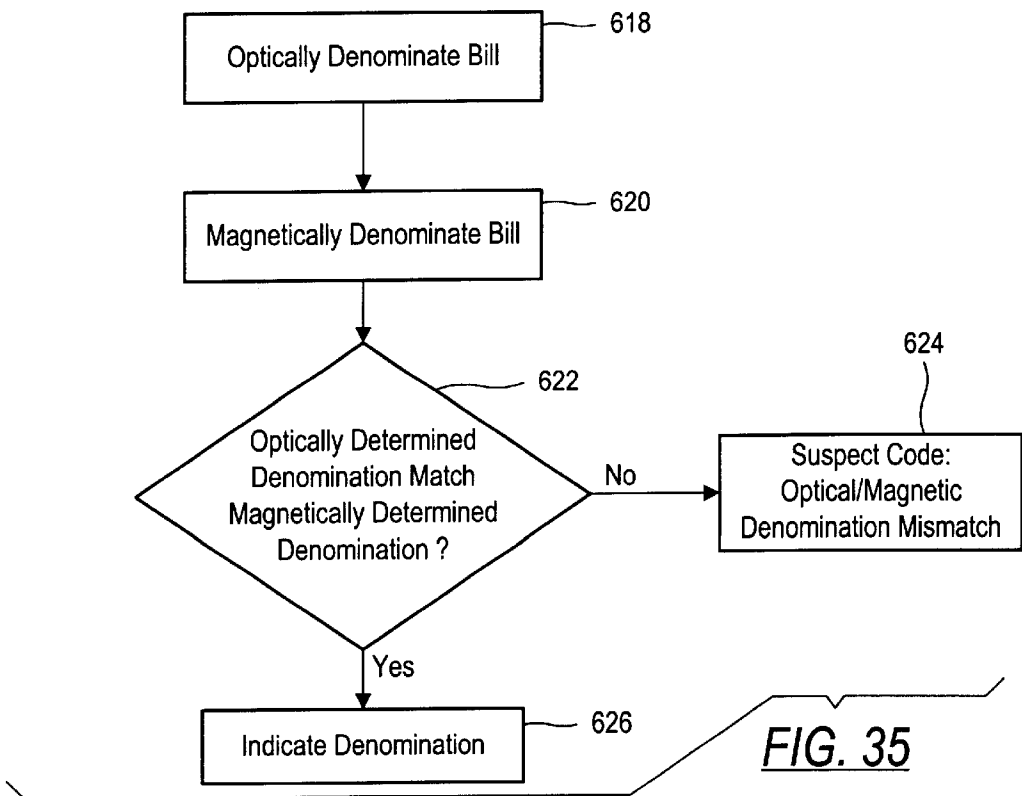 Optically Denominate Bill
618
Magnetically Denominate Bill
620
622
Optically Determined
Denomination Match
Magnetically Determined
Denomination ?
No
624
Suspect Code:
Optical/Magnetic
Denomination Mismatch
Yes
Indicate Denomination
626
FIG. 35